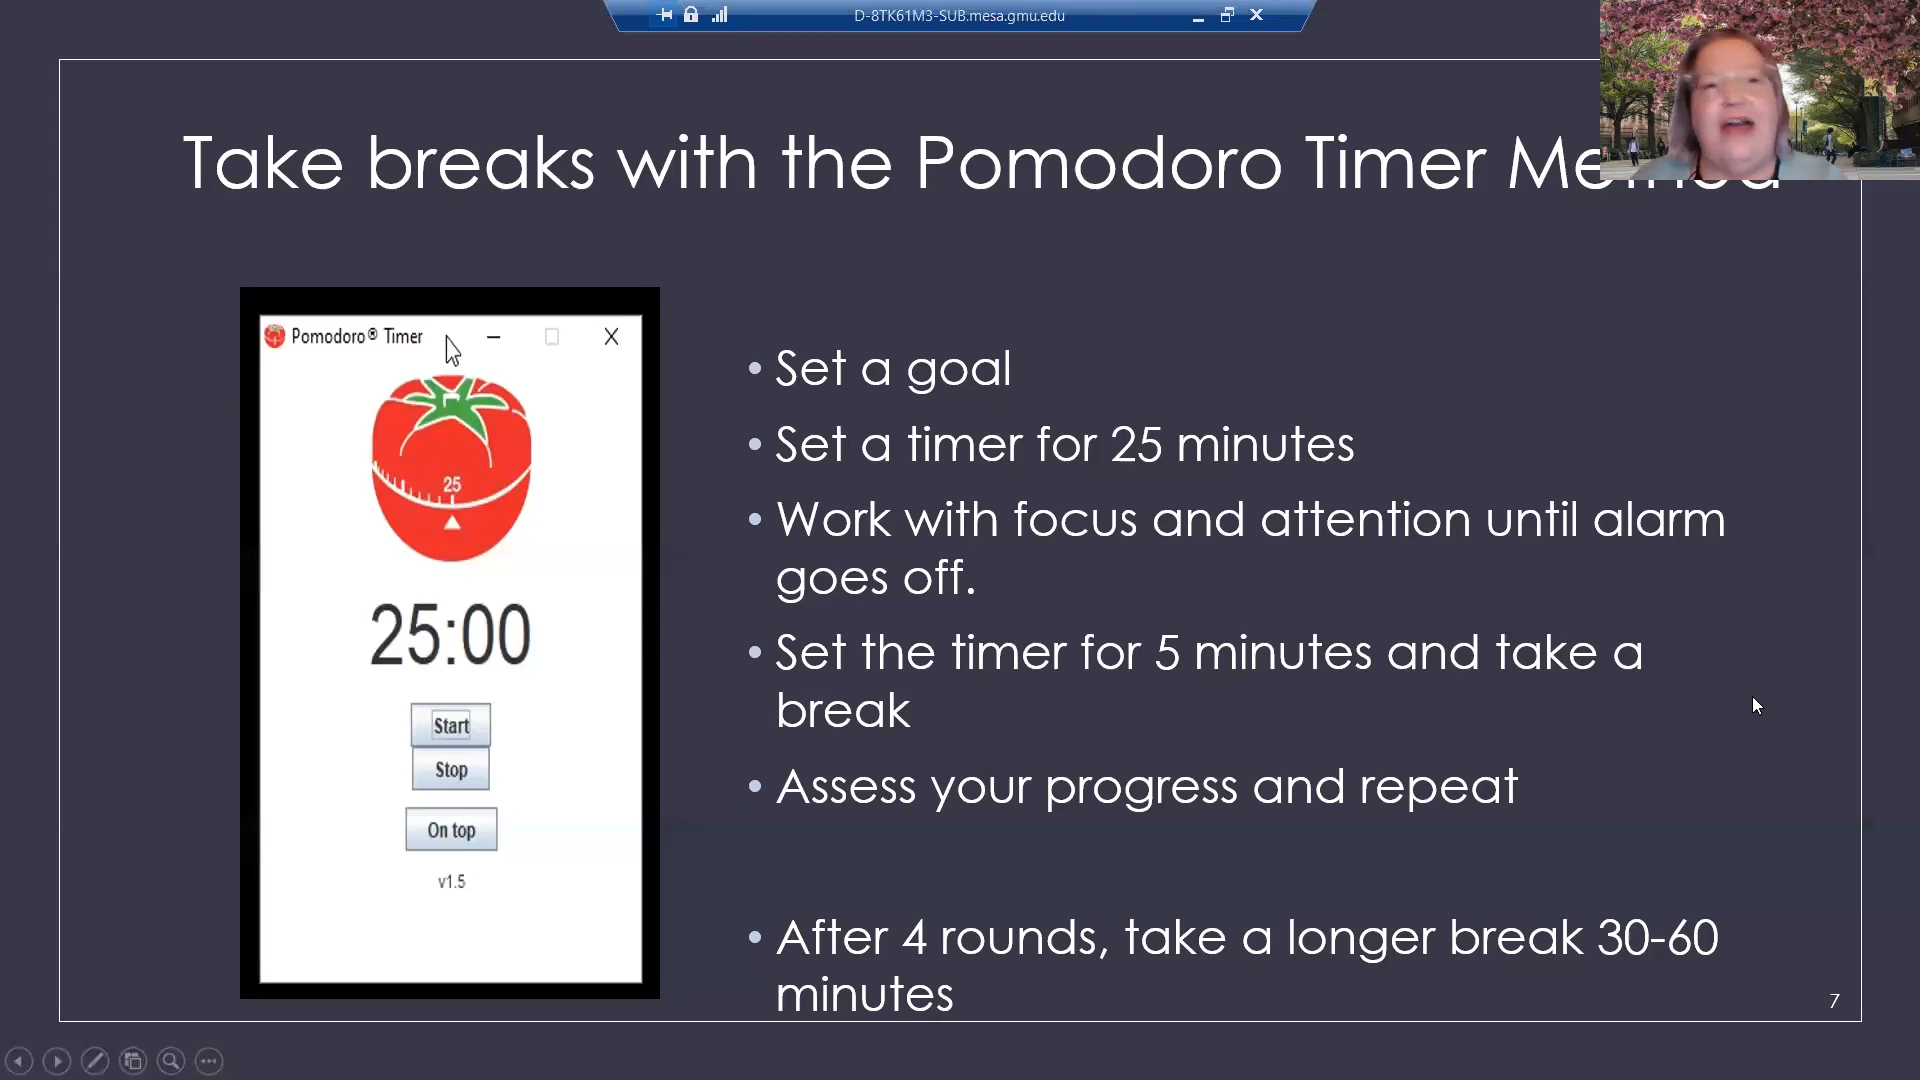 D-8TK61M3-SUB.mesa.gmu.edu
Take breaks with the Pomodoro Timer
Pomodoro® Timer
25
25:00
Start
Stop
On top
v1.5
• Set a goal
• Set a timer for 25 minutes
• Work with focus and attention until alarm
goes off.
• Set the timer for 5 minutes and take a
break
• Assess your progress and repeat
• After 4 rounds, take a longer break 30-60
minutes
7